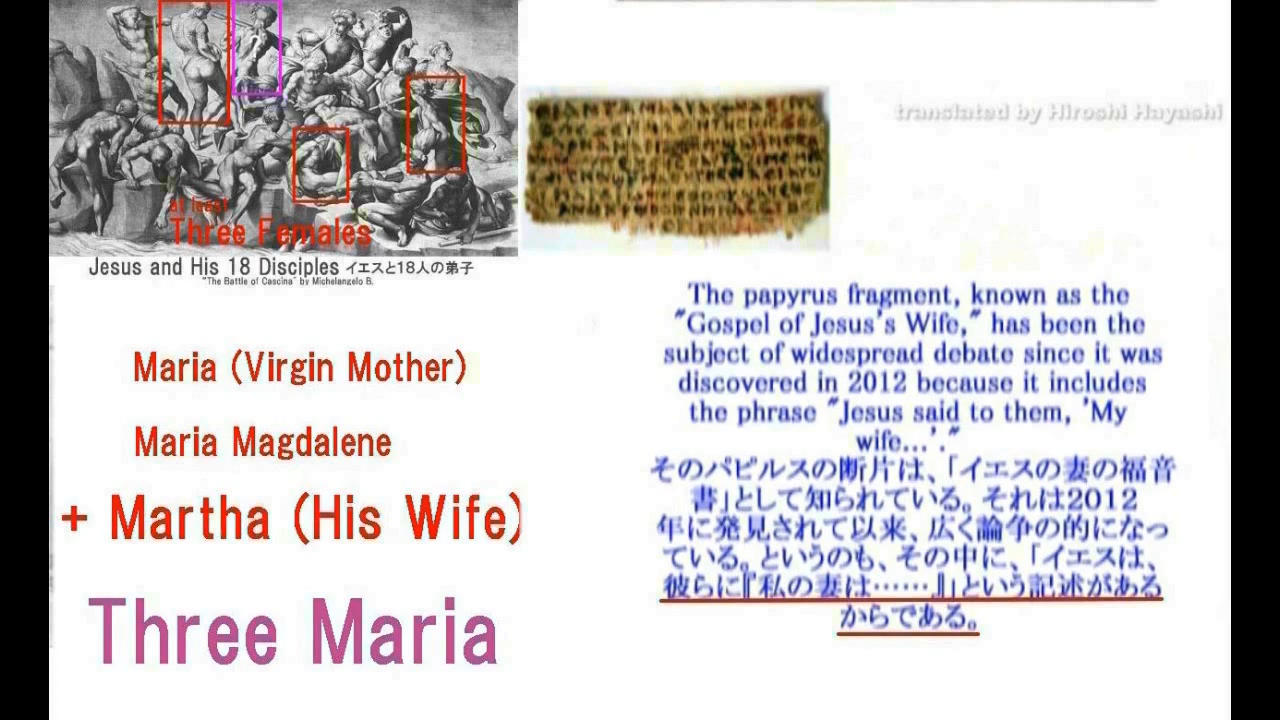 at least
Three Females
Jesus and His 18 Disciples イエスと18人の弟子
"The Battle of Cascina" by Michelangelo B.
Maria (Virgin Mother)
Maria Magdalene
+ Martha (His Wife)
Three Maria
translated by Hiroshi Hayashi
The papyrus fragment, known as the
"Gospel of Jesus's Wife," has been the
subject of widespread debate since it was
discovered in 2012 because it includes
the phrase "Jesus said to them, 'My
wife...'."
そのパピルスの断片は、「イエスの妻の福音
書」として知られている。それは2012
年に発見されて以来、広く論争の的になっ
ている。というのも、その中に、「イエスは、
彼らに『私の妻は……』」という記述がある
からである。